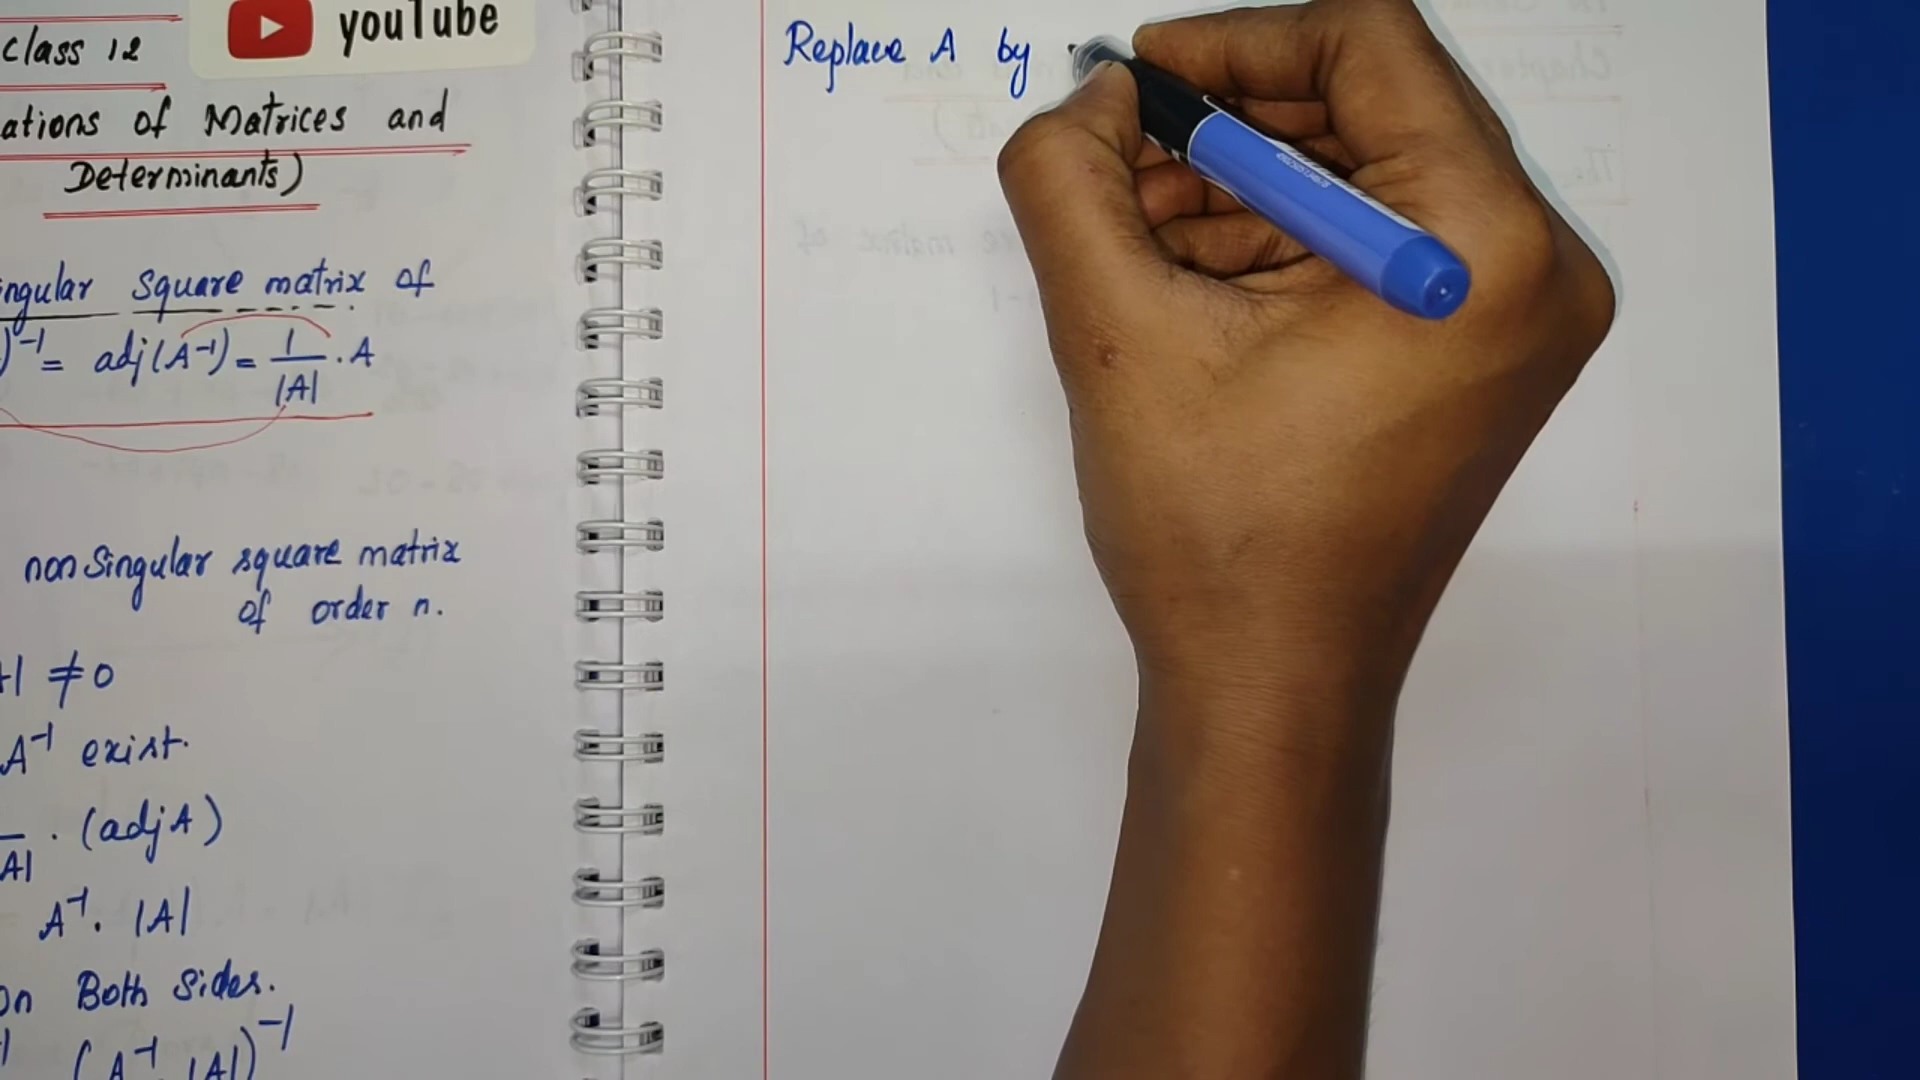 Class 12
youTube
ations of Matrices and
Determinants)
ngular square matrix of
)⁻¹ = adj(A⁻¹) = 1/|A| . A
non Singular square matrix
of order n.
| ≠ 0
A⁻¹ exist.
. (adj A)
A|
A⁻¹. |A|
on Both Sides.
(A⁻¹ |A|)⁻¹
Replace A by